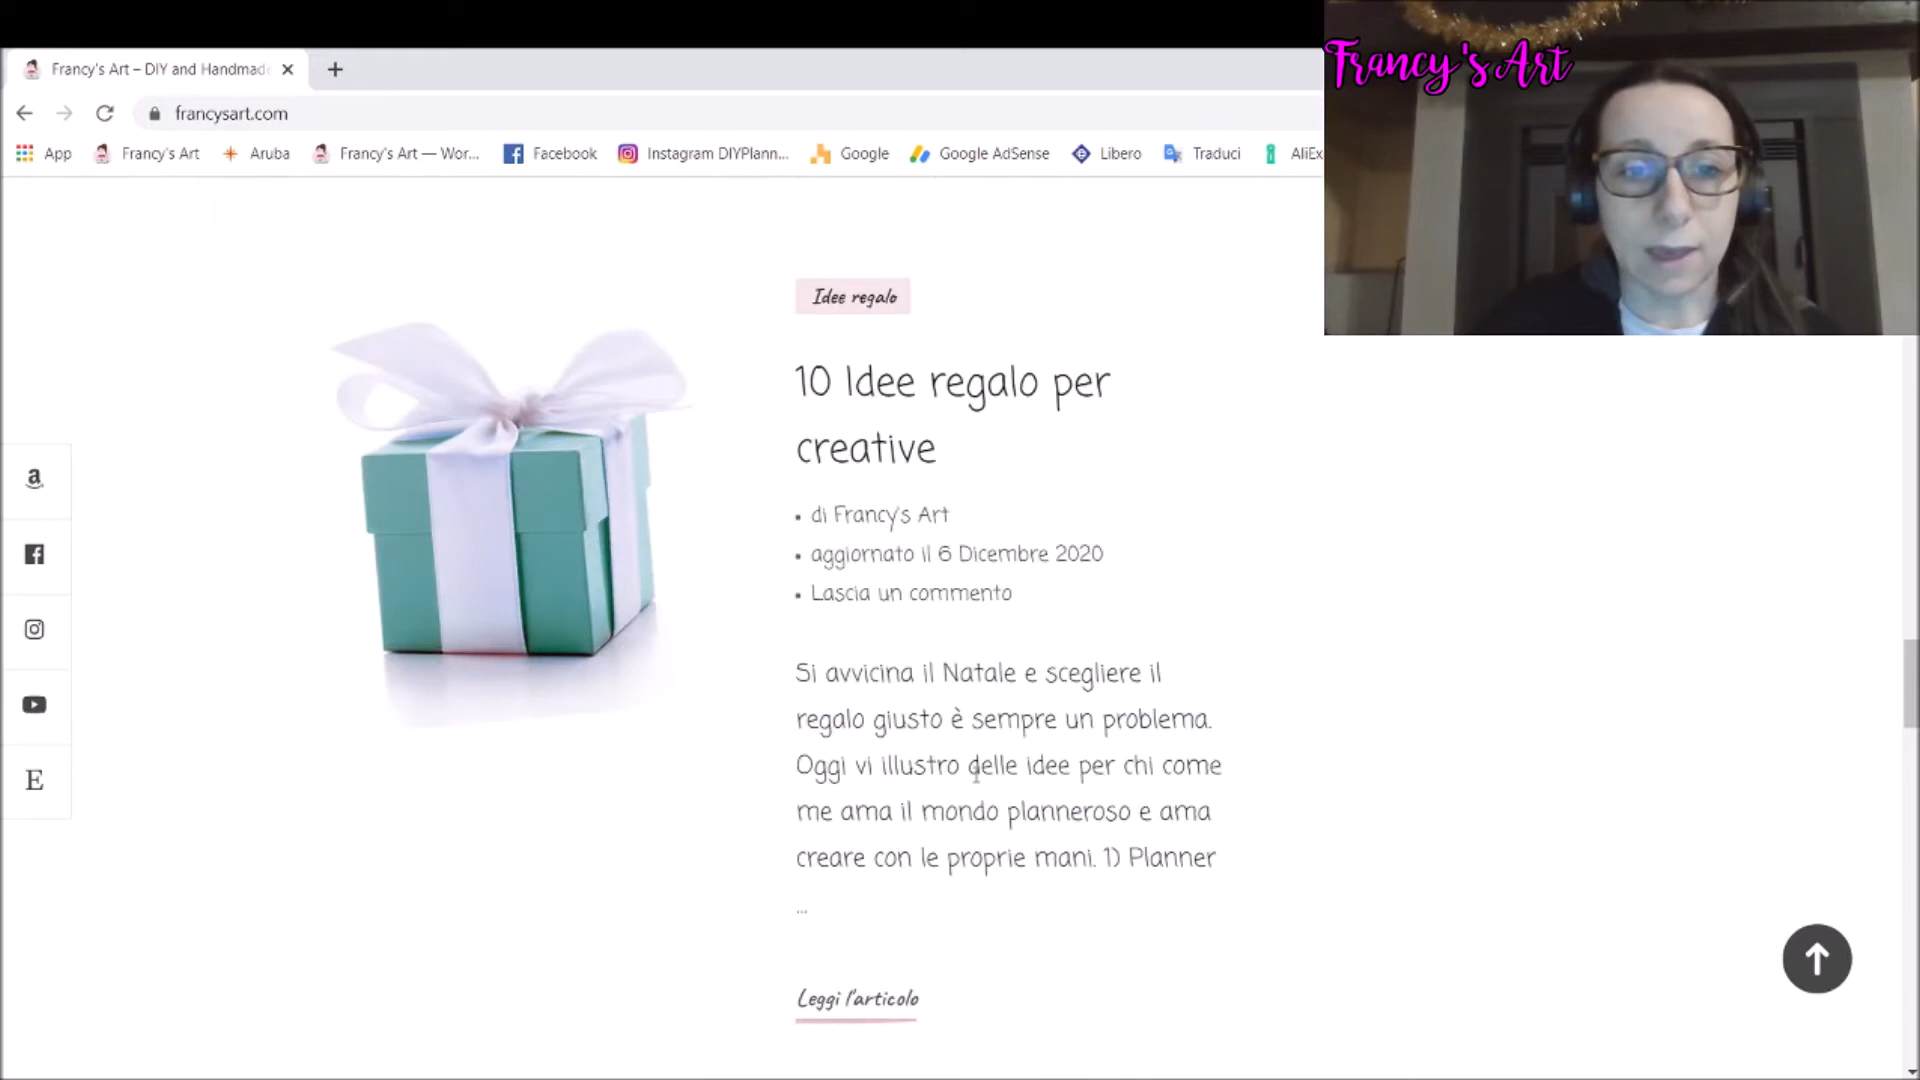 Francy's Art – DIY and Handmad
francysart.com
App Francy's Art Aruba Francy's Art — Wor... Facebook Instagram DIYPlann... Google Google AdSense Libero Traduci AliEx
Francy's Art
Idee regalo
10 Idee regalo per
creative
• di Francy's Art
• aggiornato il 6 Dicembre 2020
• Lascia un commento
Si avvicina il Natale e scegliere il
regalo giusto è sempre un problema.
Oggi vi illustro delle idee per chi come
me ama il mondo planneroso e ama
creare con le proprie mani. 1) Planner
...
Leggi l'articolo
a
E